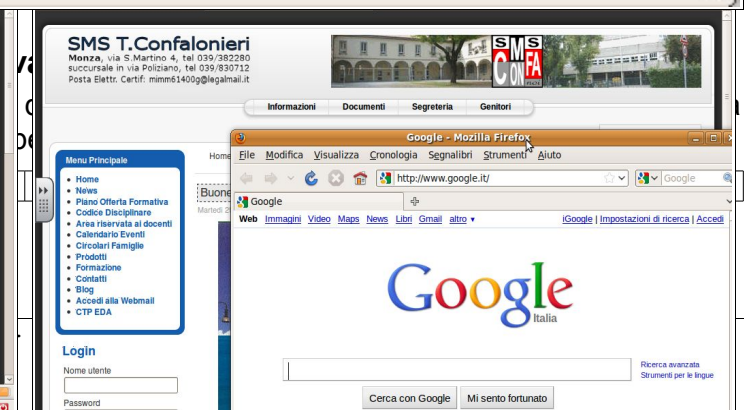 SMS T.Confalonieri
Monza, via S.Martino 4, tel 039/382280
succursale in via Poliziano, tel 039/830712
Posta Elettr. Certif: mimm61400g@legalmail.it
SMS
CONFA
Informazioni Documenti Segreteria Genitori
Menu Principale
Home
News
Piano Offerta Formativa
Codice Disciplinare
Area riservata ai docenti
Calendario Eventi
Circolari Famiglie
Prodotti
Formazione
Contatti
Blog
Accedi alla Webmail
CTP EDA
Login
Nome utente
Password
Home
Buone
Martedì 2
Google - Mozilla Firefox
File Modifica Visualizza Cronologia Segnalibri Strumenti Aiuto
http://www.google.it/
Google
Google
Web Immagini Video Maps News Libri Gmail altro ▼
iGoogle | Impostazioni di ricerca | Accedi
Google
Italia
Ricerca avanzata
Strumenti per le lingue
Cerca con Google Mi sento fortunato